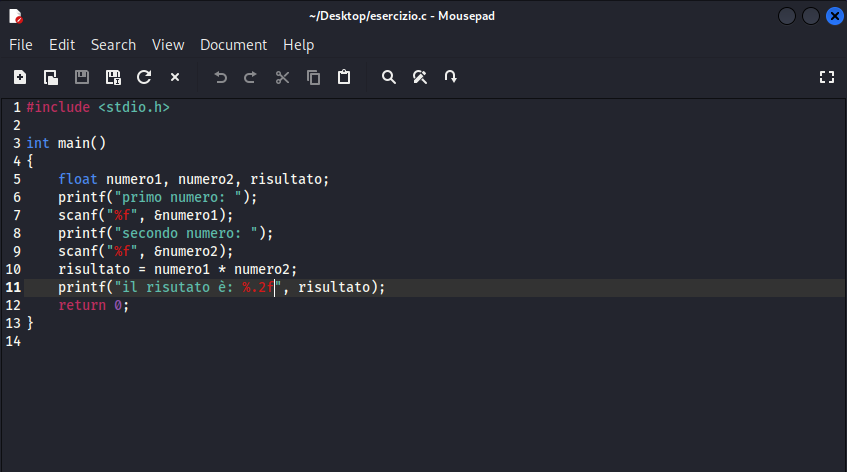 ~/Desktop/esercizio.c - Mousepad
File Edit Search View Document Help
1 #include <stdio.h>
2
3 int main()
4 {
5     float numero1, numero2, risultato;
6     printf("primo numero: ");
7     scanf("%f", &numero1);
8     printf("secondo numero: ");
9     scanf("%f", &numero2);
10     risultato = numero1 * numero2;
11     printf("il risutato è: %.2f", risultato);
12     return 0;
13 }
14